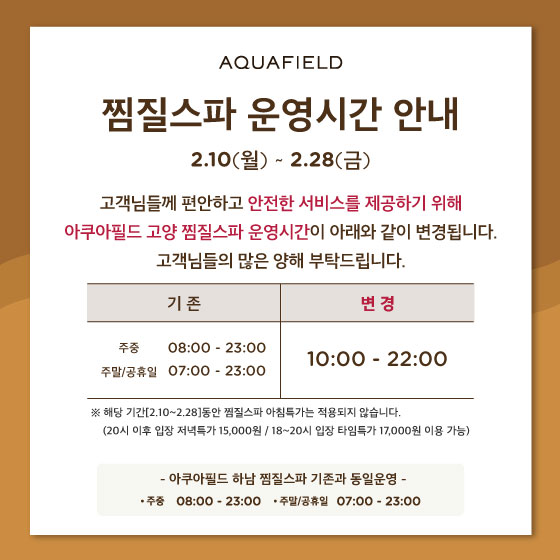 AQUAFIELD
찜질스파 운영시간 안내
2.10(월) ~ 2.28(금)
고객님들께 편안하고 안전한 서비스를 제공하기 위해
아쿠아필드 고양 찜질스파 운영시간이 아래와 같이 변경됩니다.
고객님들의 많은 양해 부탁드립니다.
기 존 변 경
주중 08:00 - 23:00
주말/공휴일 07:00 - 23:00
10:00 - 22:00
※ 해당 기간[2.10~2.28]동안 찜질스파 아침특가는 적용되지 않습니다.
(20시 이후 입장 저녁특가 15,000원 / 18~20시 입장 타임특가 17,000원 이용 가능)
- 아쿠아필드 하남 찜질스파 기존과 동일운영 -
• 주중 08:00 - 23:00 • 주말/공휴일 07:00 - 23:00